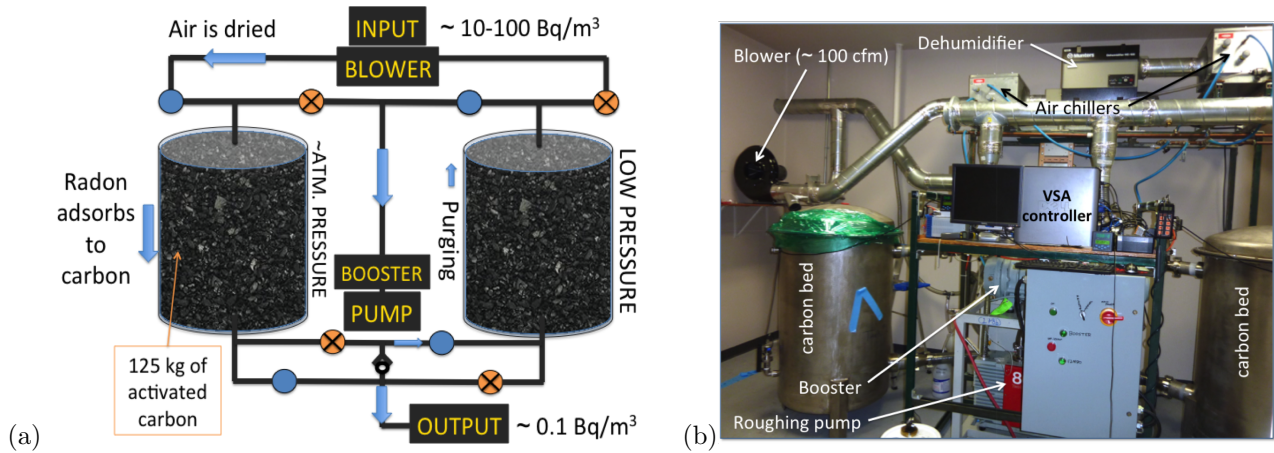 Air is dried
INPUT
~ 10-100 Bq/m³
BLOWER
Radon
adsorbs
to
carbon
~ATM. PRESSURE
Purging
LOW PRESSURE
BOOSTER
PUMP
125 kg of
activated
carbon
OUTPUT
~ 0.1 Bq/m³
(a)
Blower (~ 100 cfm)
Dehumidifier
Air chillers
VSA
controller
carbon bed
carbon bed
Booster
Roughing pump
8
(b)